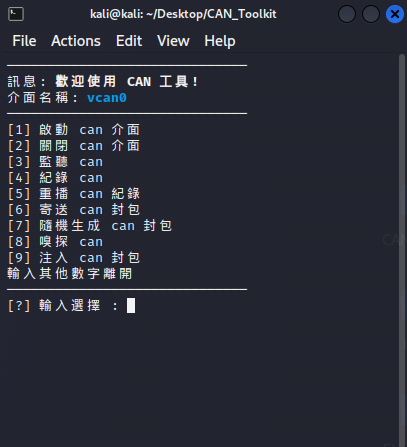 kali@kali: ~/Desktop/CAN_Toolkit
File Actions Edit View Help
訊息: 歡迎使用 CAN 工具!
介面名稱: vcan0
[1] 啟動 can 介面
[2] 關閉 can 介面
[3] 監聽 can
[4] 紀錄 can
[5] 重播 can 紀錄
[6] 寄送 can 封包
[7] 隨機生成 can 封包
[8] 嗅探 can
[9] 注入 can 封包
輸入其他數字離開
[?] 輸入選擇 :